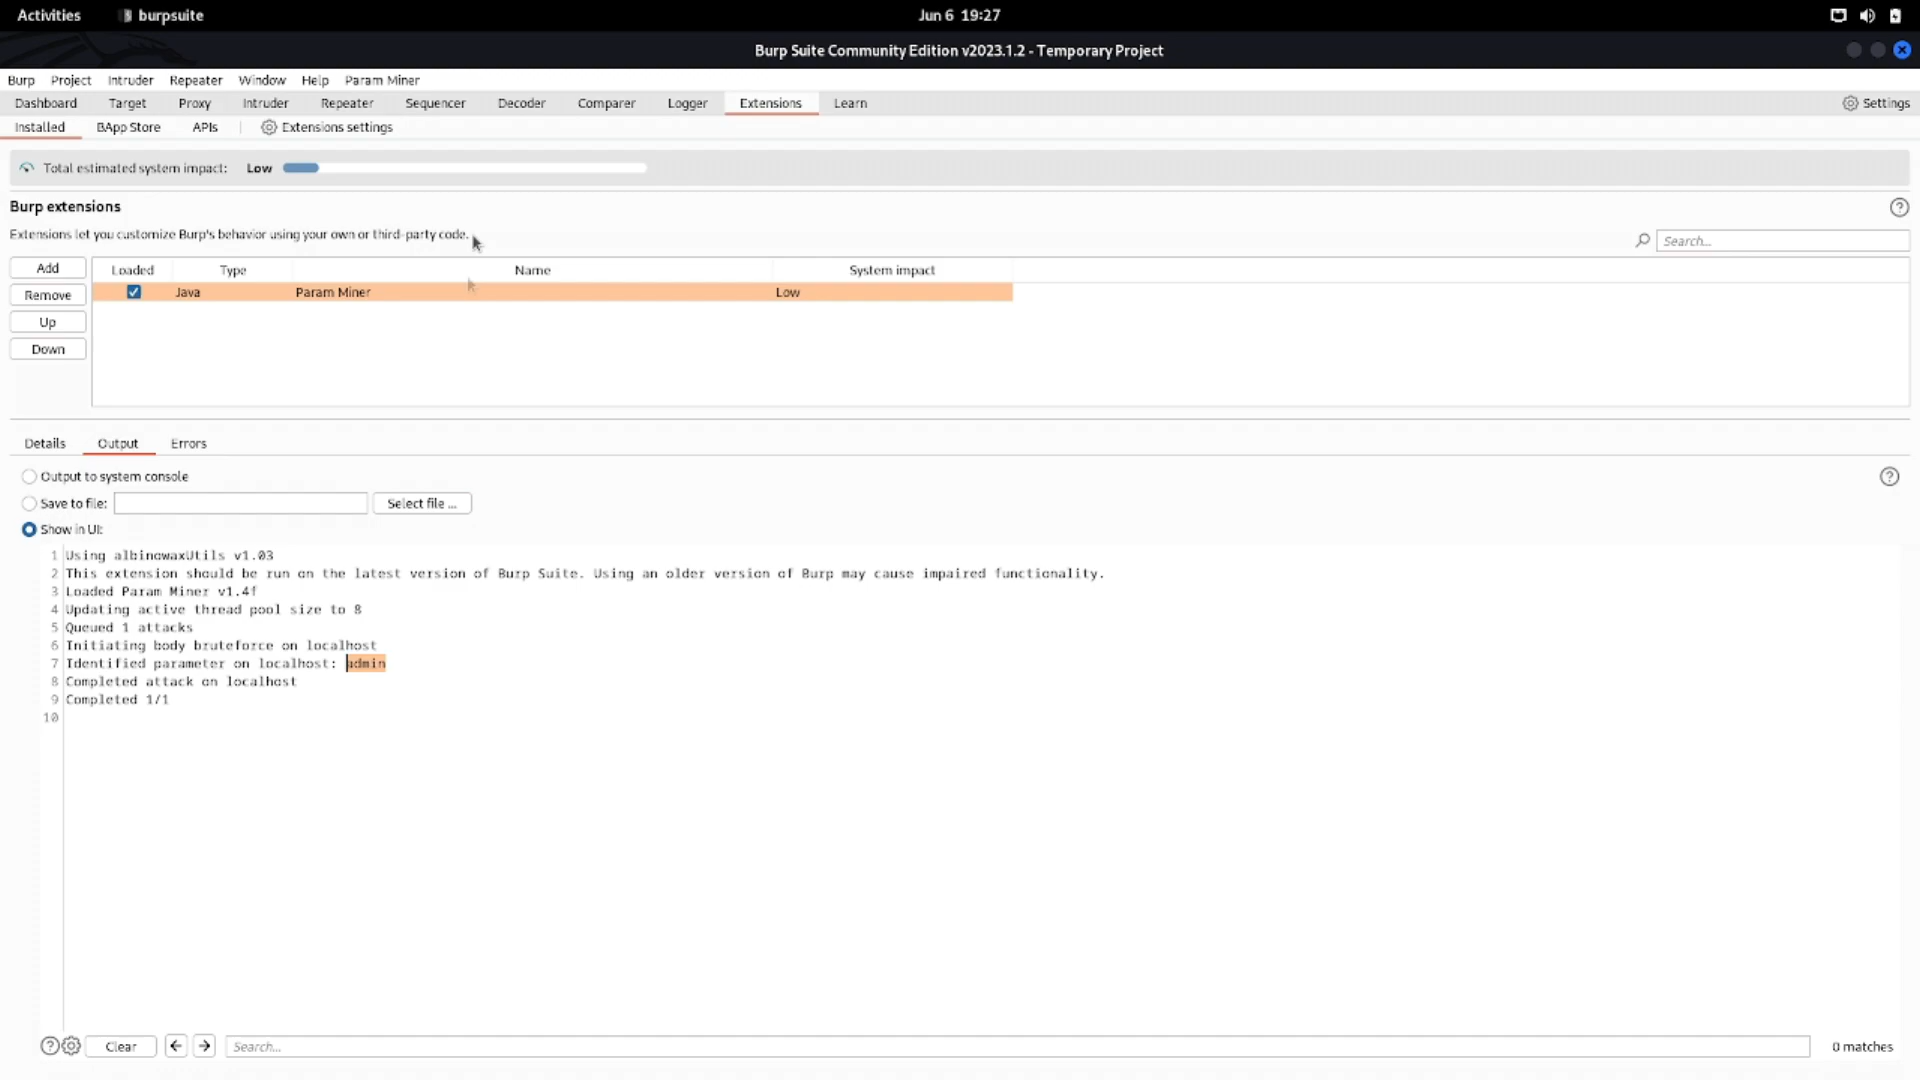 Activities burpsuite Jun 6 19:27
Burp Suite Community Edition v2023.1.2 - Temporary Project
Burp Project Intruder Repeater Window Help Param Miner
Dashboard Target Proxy Intruder Repeater Sequencer Decoder Comparer Logger Extensions Learn Settings
Installed BApp Store APIs Extensions settings
Total estimated system impact: Low
Burp extensions
Extensions let you customize Burp's behavior using your own or third-party code.
Search...
Add
Remove
Up
Down
Loaded Type Name System impact
Java Param Miner Low
Details Output Errors
Output to system console
Save to file: Select file ...
Show in UI:
1 Using albinowaxUtils v1.03
2 This extension should be run on the latest version of Burp Suite. Using an older version of Burp may cause impaired functionality.
3 Loaded Param Miner v1.4f
4 Updating active thread pool size to 8
5 Queued 1 attacks
6 Initiating body bruteforce on localhost
7 Identified parameter on localhost: admin
8 Completed attack on localhost
9 Completed 1/1
10
Clear Search... 0 matches